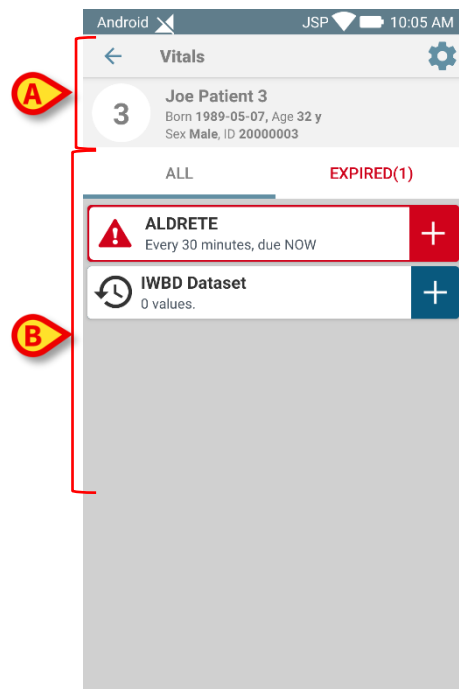 Android JSP 10:05 AM
Vitals
A
3
Joe Patient 3
Born 1989-05-07, Age 32 y
Sex Male, ID 20000003
ALL EXPIRED(1)
ALDRETE
Every 30 minutes, due NOW
+
IWBD Dataset
0 values.
+
B